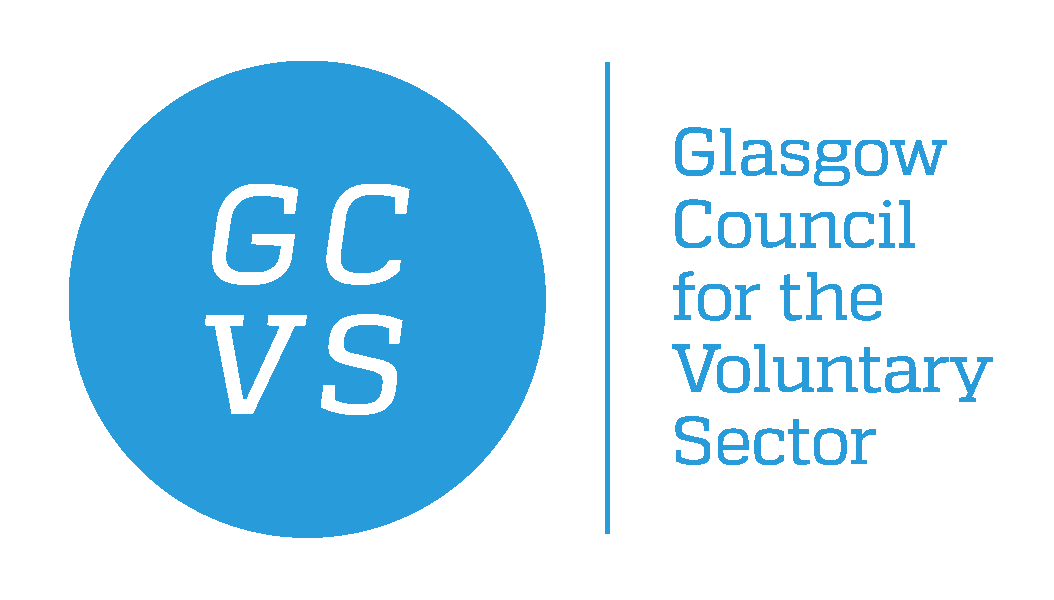 GC
VS
Glasgow
Council
for the
Voluntary
Sector